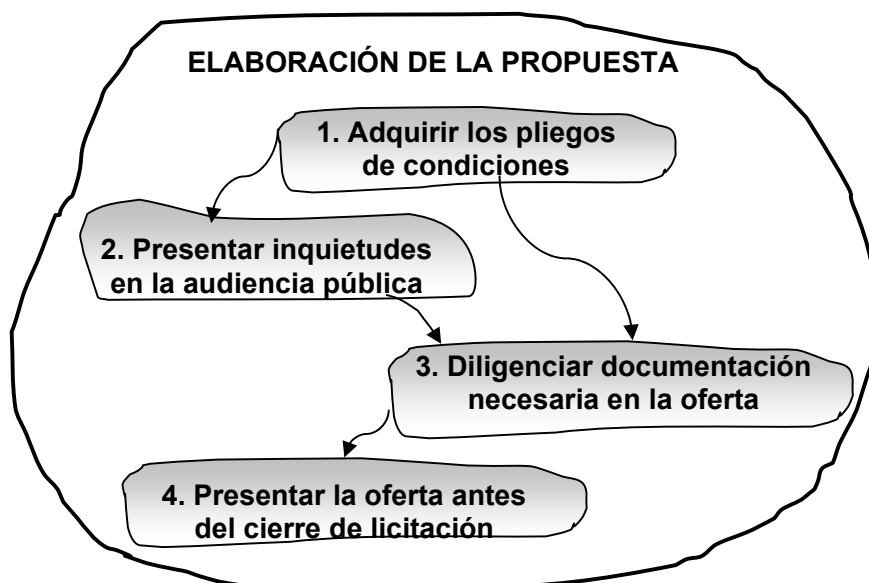 ELABORACIÓN DE LA PROPUESTA
1. Adquirir los pliegos
de condiciones
2. Presentar inquietudes
en la audiencia pública
3. Diligenciar documentación
necesaria en la oferta
4. Presentar la oferta antes
del cierre de licitación